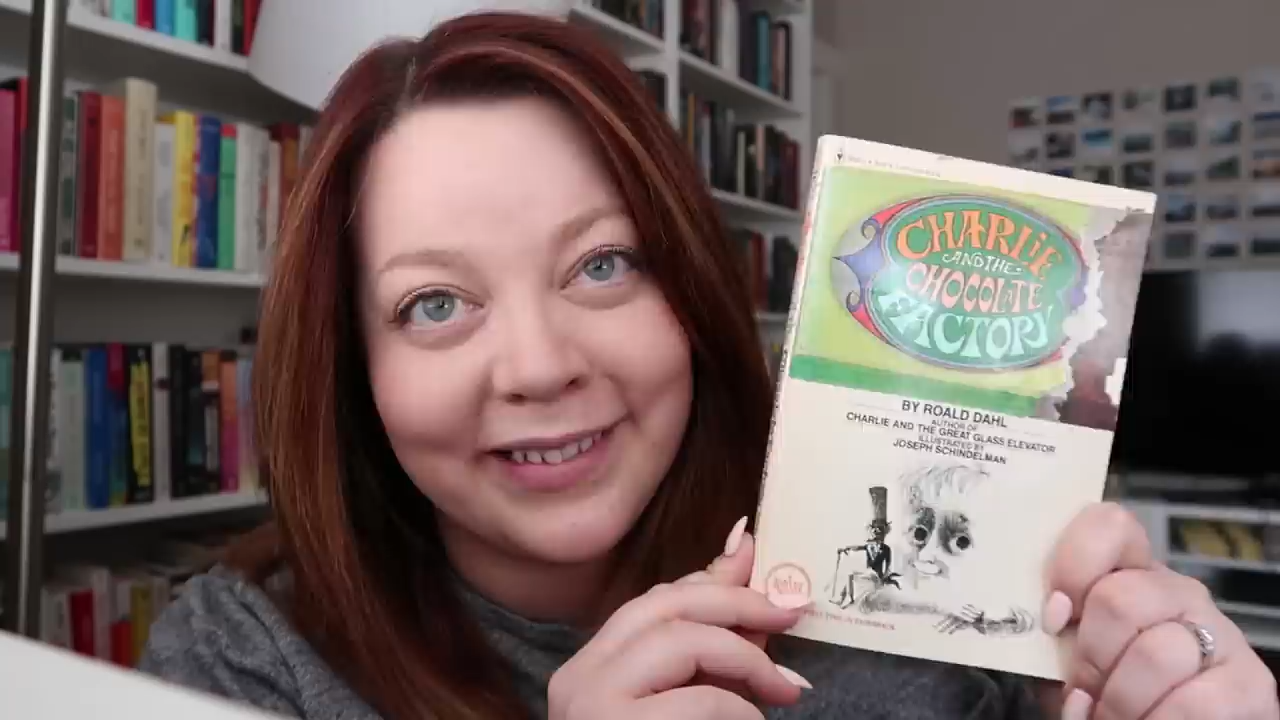 CHARLIE
AND THE
CHOCOLATE
FACTORY
BY ROALD DAHL
AUTHOR OF
CHARLIE AND THE GREAT GLASS ELEVATOR
ILLUSTRATED BY
JOSEPH SCHINDELMAN